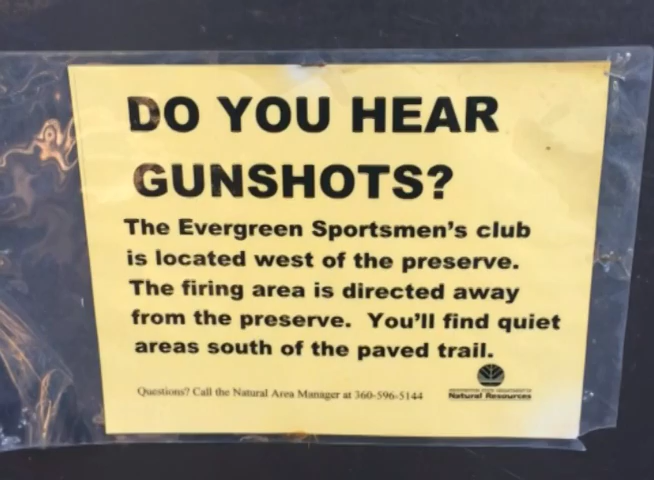 DO YOU HEAR
GUNSHOTS?
The Evergreen Sportsmen's club
is located west of the preserve.
The firing area is directed away
from the preserve. You'll find quiet
areas south of the paved trail.
Questions? Call the Natural Area Manager at 360-596-5144
Natural Resources